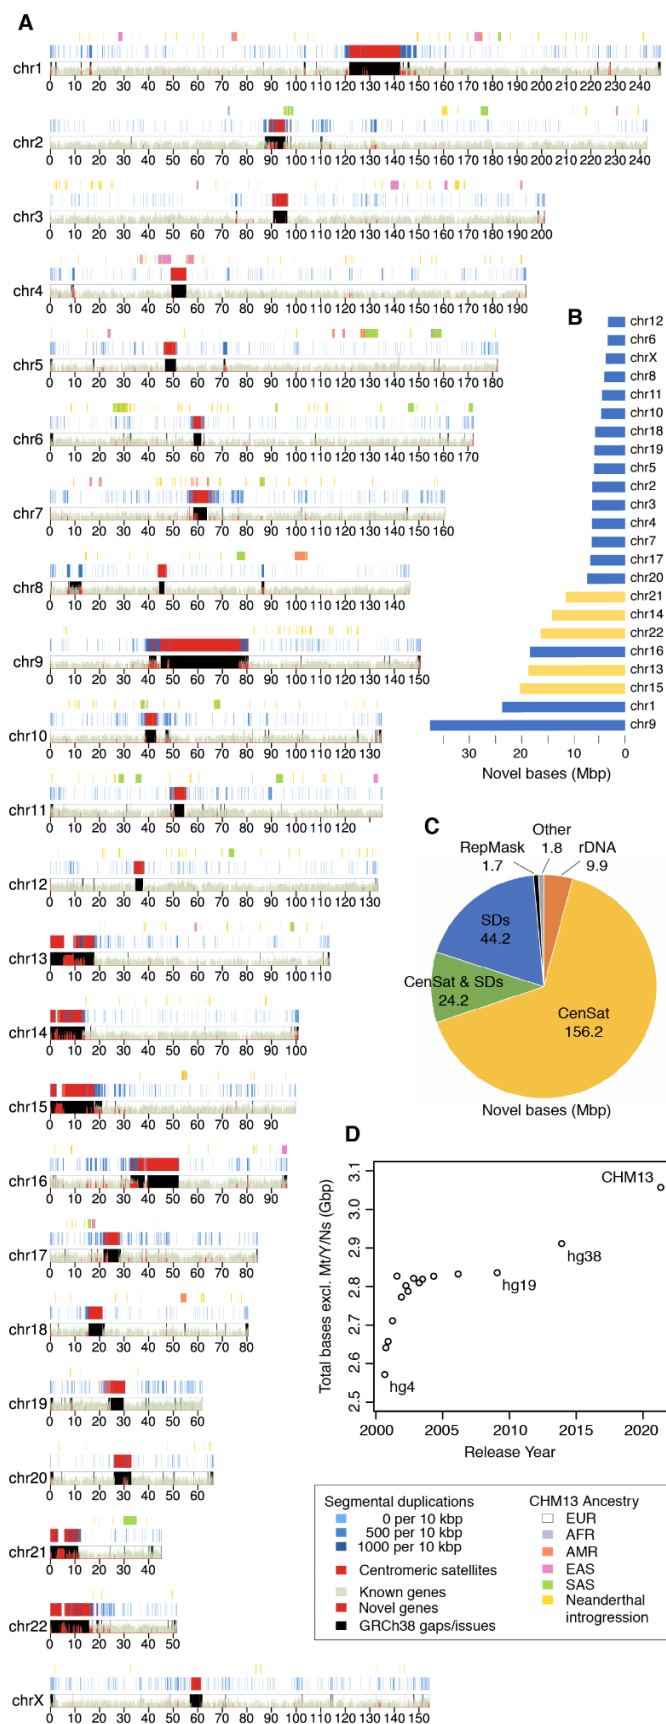 A
chr1
0 10 20 30 40 50 60 70 80 90 100 110 120 130 140 150 160 170 180 190 200 210 220 230 240
chr2
0 10 20 30 40 50 60 70 80 90 100 110 120 130 140 150 160 170 180 190 200 210 220 230 240
chr3
0 10 20 30 40 50 60 70 80 90 100 110 120 130 140 150 160 170 180 190 200
chr4
0 10 20 30 40 50 60 70 80 90 100 110 120 130 140 150 160 170 180 190
chr5
0 10 20 30 40 50 60 70 80 90 100 110 120 130 140 150 160 170 180
chr6
0 10 20 30 40 50 60 70 80 90 100 110 120 130 140 150 160 170
chr7
0 10 20 30 40 50 60 70 80 90 100 110 120 130 140 150 160
chr8
0 10 20 30 40 50 60 70 80 90 100 110 120 130 140
chr9
0 10 20 30 40 50 60 70 80 90 100 110 120 130 140 150
chr10
0 10 20 30 40 50 60 70 80 90 100 110 120 130
chr11
0 10 20 30 40 50 60 70 80 90 100 110 120 130
chr12
0 10 20 30 40 50 60 70 80 90 100 110 120 130
chr13
0 10 20 30 40 50 60 70 80 90 100 110
chr14
0 10 20 30 40 50 60 70 80 90 100
chr15
0 10 20 30 40 50 60 70 80 90
chr16
0 10 20 30 40 50 60 70 80 90
chr17
0 10 20 30 40 50 60 70 80
chr18
0 10 20 30 40 50 60 70 80
chr19
0 10 20 30 40 50 60
chr20
0 10 20 30 40 50 60
chr21
0 10 20 30 40
chr22
0 10 20 30 40 50
chrX
0 10 20 30 40 50 60 70 80 90 100 110 120 130 140 150
B
chr12
chr6
chrX
chr8
chr11
chr10
chr18
chr19
chr5
chr2
chr3
chr4
chr7
chr17
chr20
chr21
chr14
chr22
chr16
chr13
chr15
chr1
chr9
30 20 10 0
Novel bases (Mbp)
C
Other
1.8
RepMask
1.7
rDNA
9.9
SDs
44.2
CenSat & SDs
24.2
CenSat
156.2
Novel bases (Mbp)
D
Total bases excl. Mt/Y/Ns (Gbp)
3.1
3.0
2.9
2.8
2.7
2.6
2.5
CHM13
hg38
hg19
hg4
2000 2005 2010 2015 2020
Release Year
Segmental duplications
0 per 10 kbp
500 per 10 kbp
1000 per 10 kbp
Centromeric satellites
Known genes
Novel genes
GRCh38 gaps/issues
CHM13 Ancestry
EUR
AFR
AMR
EAS
SAS
Neanderthal
introgression